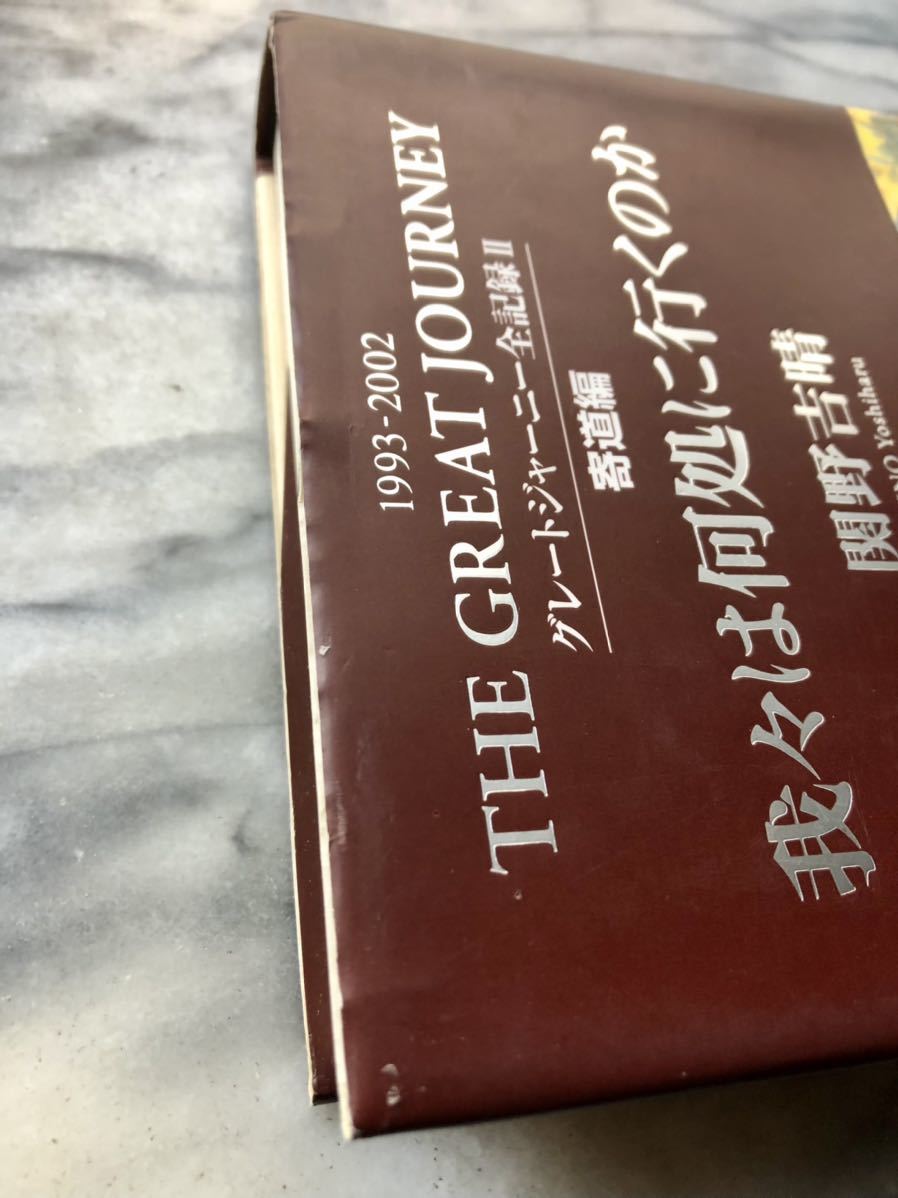 1993-2002
THE GREAT JOURNEY
グレートジャーニー全記録Ⅱ
寄道編
我々は何処に行くのか
関野吉晴
Yoshiharu